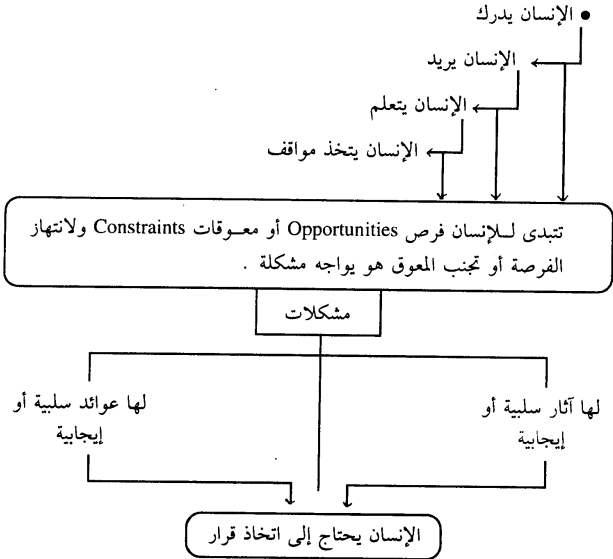 ● الإنسان يدرك
الإنسان يريد
الإنسان يتعلم
الإنسان يتخذ مواقف
تتبدى للإنسان فرص Opportunities أو معوقات Constraints ولانتهاز
الفرصة أو تجنب المعوق هو يواجه مشكلة .
مشكلات
لها آثار سلبية أو
إيجابية
لها عوائد سلبية أو
إيجابية
الإنسان يحتاج إلى اتخاذ قرار